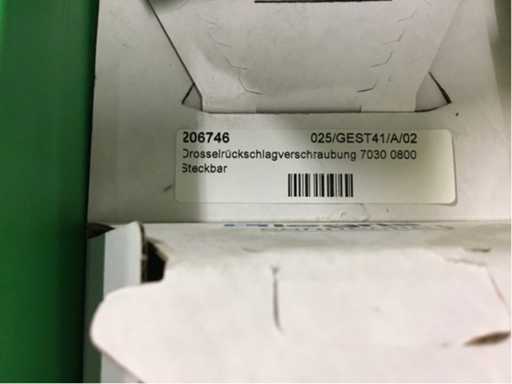 206746 025/GEST41/A/02
Drosselrückschlagverschraubung 7030 0800
Steckbar